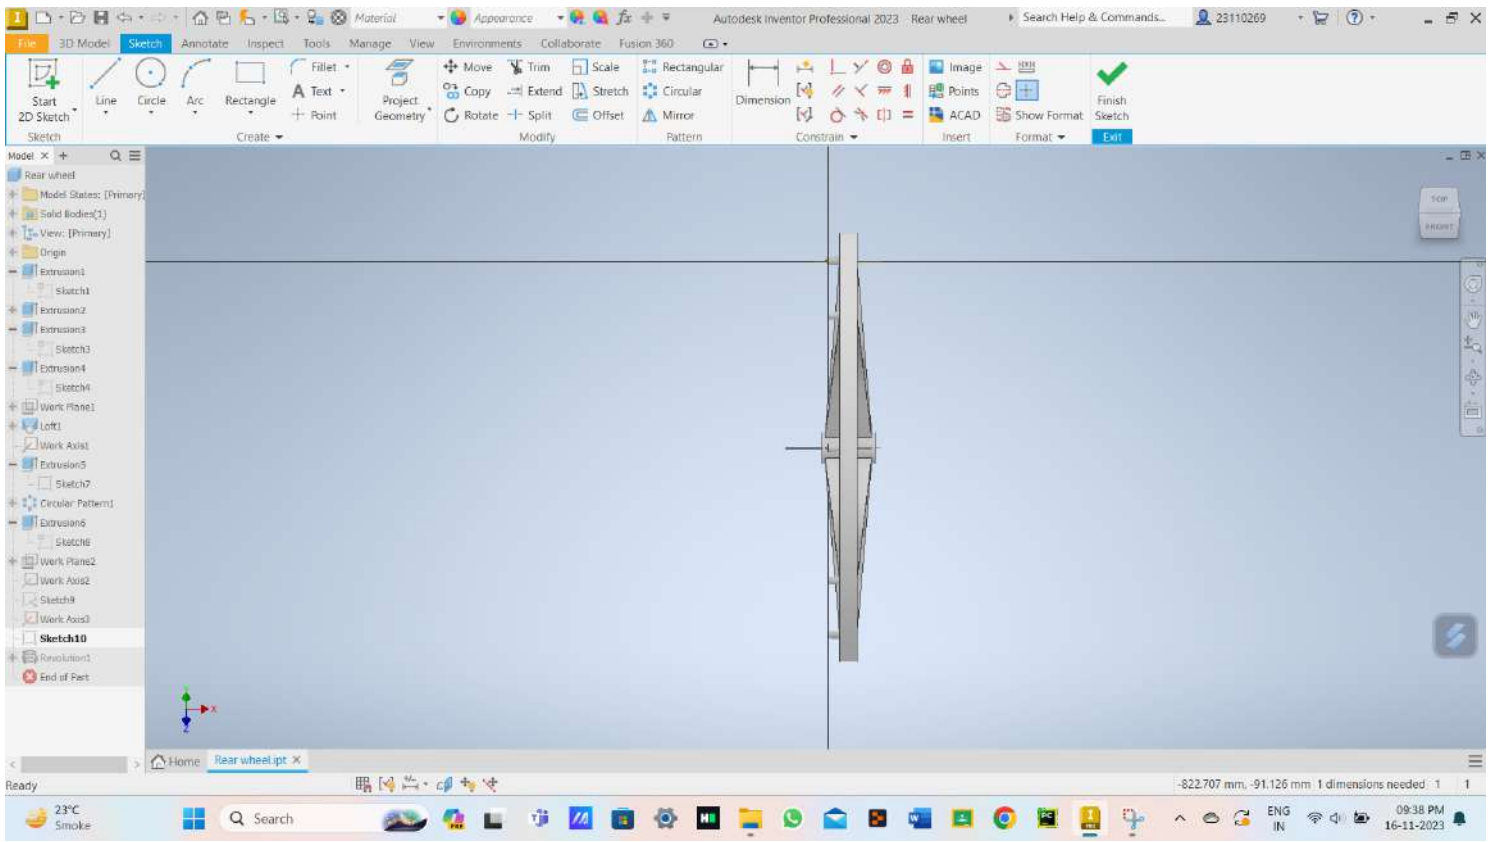 Material Appearance fx Autodesk Inventor Professional 2023 Rear wheel Search Help & Commands... 23110269
File 3D Model Sketch Annotate Inspect Tools Manage View Environments Collaborate Fusion 360
Start 2D Sketch Line Circle Arc Rectangle Fillet Text Point Project Geometry Move Copy Rotate Trim Extend Split Scale Stretch Offset Rectangular Circular Mirror Dimension Image Points ACAD Show Format Finish Sketch
Sketch Create Modify Pattern Constrain Insert Format Exit
Model
Rear wheel
Model States: [Primary]
Solid Bodies(1)
View: [Primary]
Origin
Extrusion1
Sketch1
Extrusion2
Extrusion3
Sketch3
Extrusion4
Sketch4
Work Plane1
Loft1
Work Axis1
Extrusion5
Sketch7
Circular Pattern1
Extrusion6
Sketch8
Work Plane2
Work Axis2
Sketch9
Work Axis3
Sketch10
Revolution1
End of Part
TOP
FRONT
X
Z
Home Rear wheel.ipt
Ready -822.707 mm, -91.126 mm 1 dimensions needed 1 1
23°C
Smoke
Search
ENG
IN
09:38 PM
16-11-2023